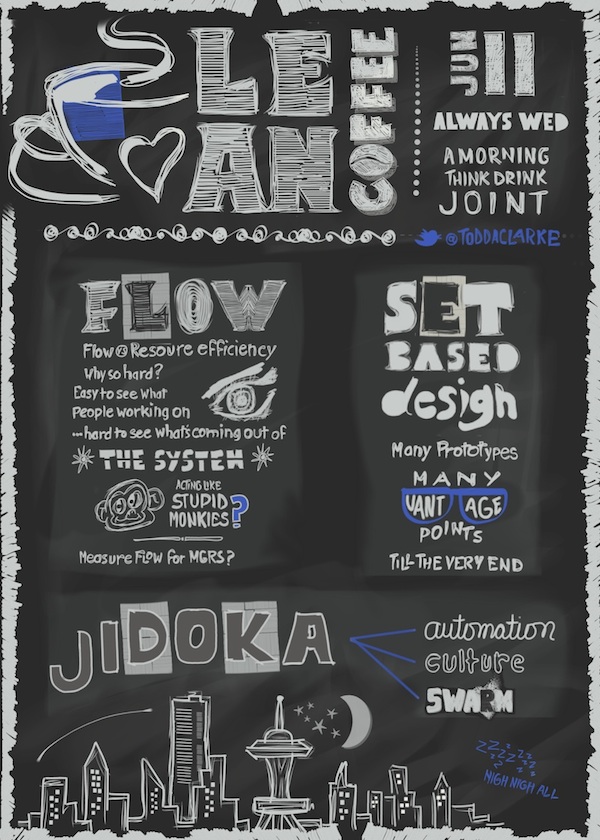 LEAN
COFFEE
JUN 11
ALWAYS WED
A MORNING
THINK DRINK
JOINT
@TODDACLARKE
FLOW
Flow Resoure efficiency
Why so hard?
Easy to see what
people working on
...hard to see what's coming out of
THE SYSTEM
ACTING LIKE
STUPID
MONKIES?
Measure Flow for MGRS?
SET
BASED
design
Many Prototypes
MANY
VANTAGE
POINTS
TILL THE VERY END
JIDOKA
automation
culture
SWARM
ZZZZZZZZ
NIGH NIGH ALL